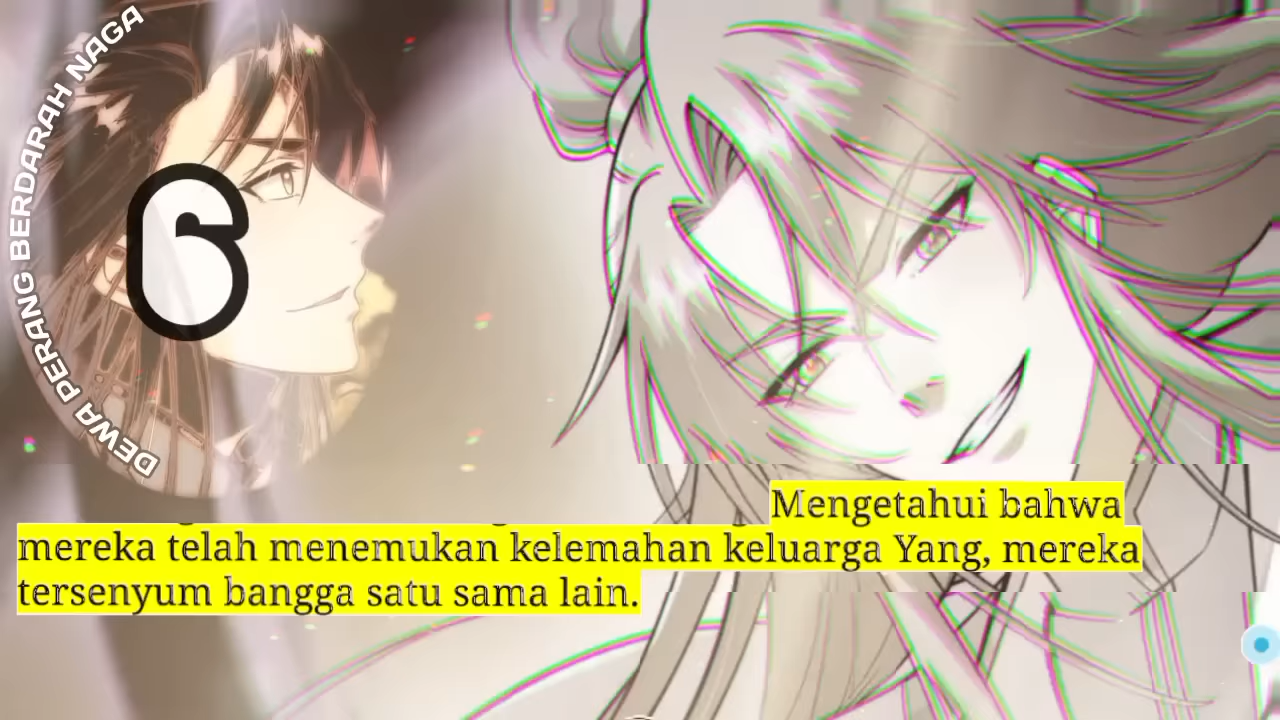 DEWA PERANG BERDARAH NAGA
6
Mengetahui bahwa
mereka telah menemukan kelemahan keluarga Yang, mereka
tersenyum bangga satu sama lain.